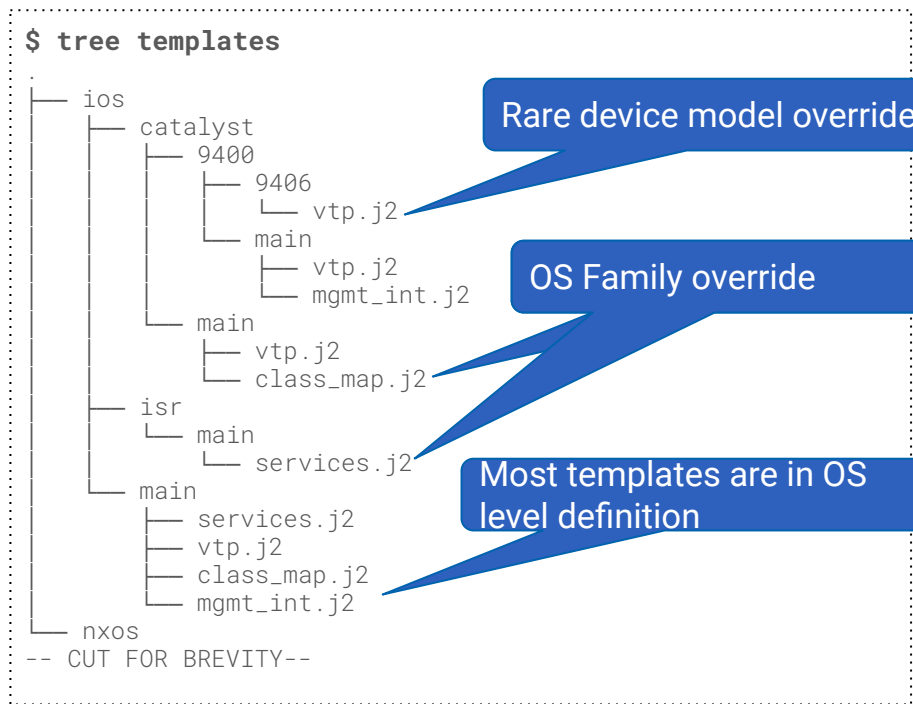 $ tree templates
.
├── ios
│   ├── catalyst
│   │   ├── 9400
│   │   │   ├── 9406
│   │   │   │   └── vtp.j2
│   │   │   └── main
│   │   │       ├── vtp.j2
│   │   │       └── mgmt_int.j2
│   │   └── main
│   │       ├── vtp.j2
│   │       └── class_map.j2
│   ├── isr
│   │   └── main
│   │       └── services.j2
│   └── main
│       ├── services.j2
│       ├── vtp.j2
│       ├── class_map.j2
│       └── mgmt_int.j2
└── nxos
-- CUT FOR BREVITY--
Rare device model override
OS Family override
Most templates are in OS
level definition